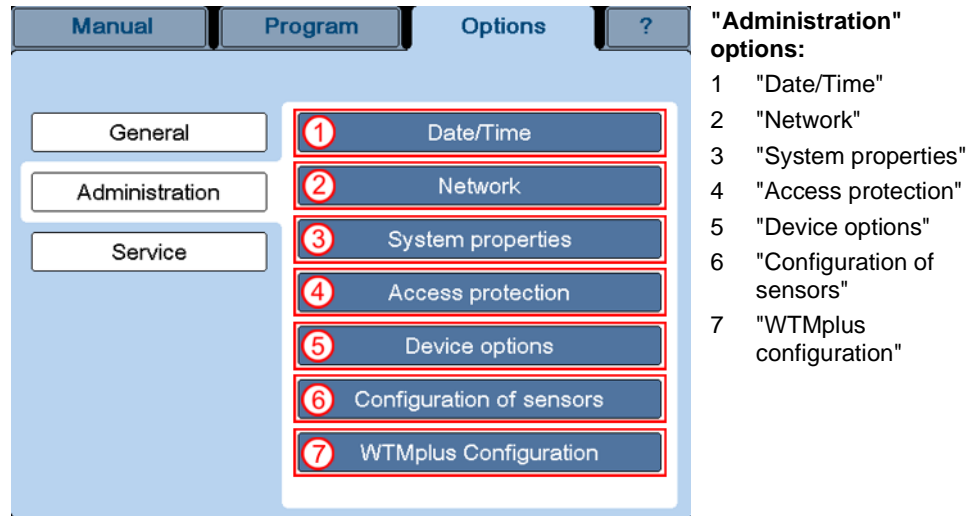 Manual Program Options ?
General
Administration
Service
1 Date/Time
2 Network
3 System properties
4 Access protection
5 Device options
6 Configuration of sensors
7 WTMplus Configuration
"Administration"
options:
1 "Date/Time"
2 "Network"
3 "System properties"
4 "Access protection"
5 "Device options"
6 "Configuration of
sensors"
7 "WTMplus
configuration"